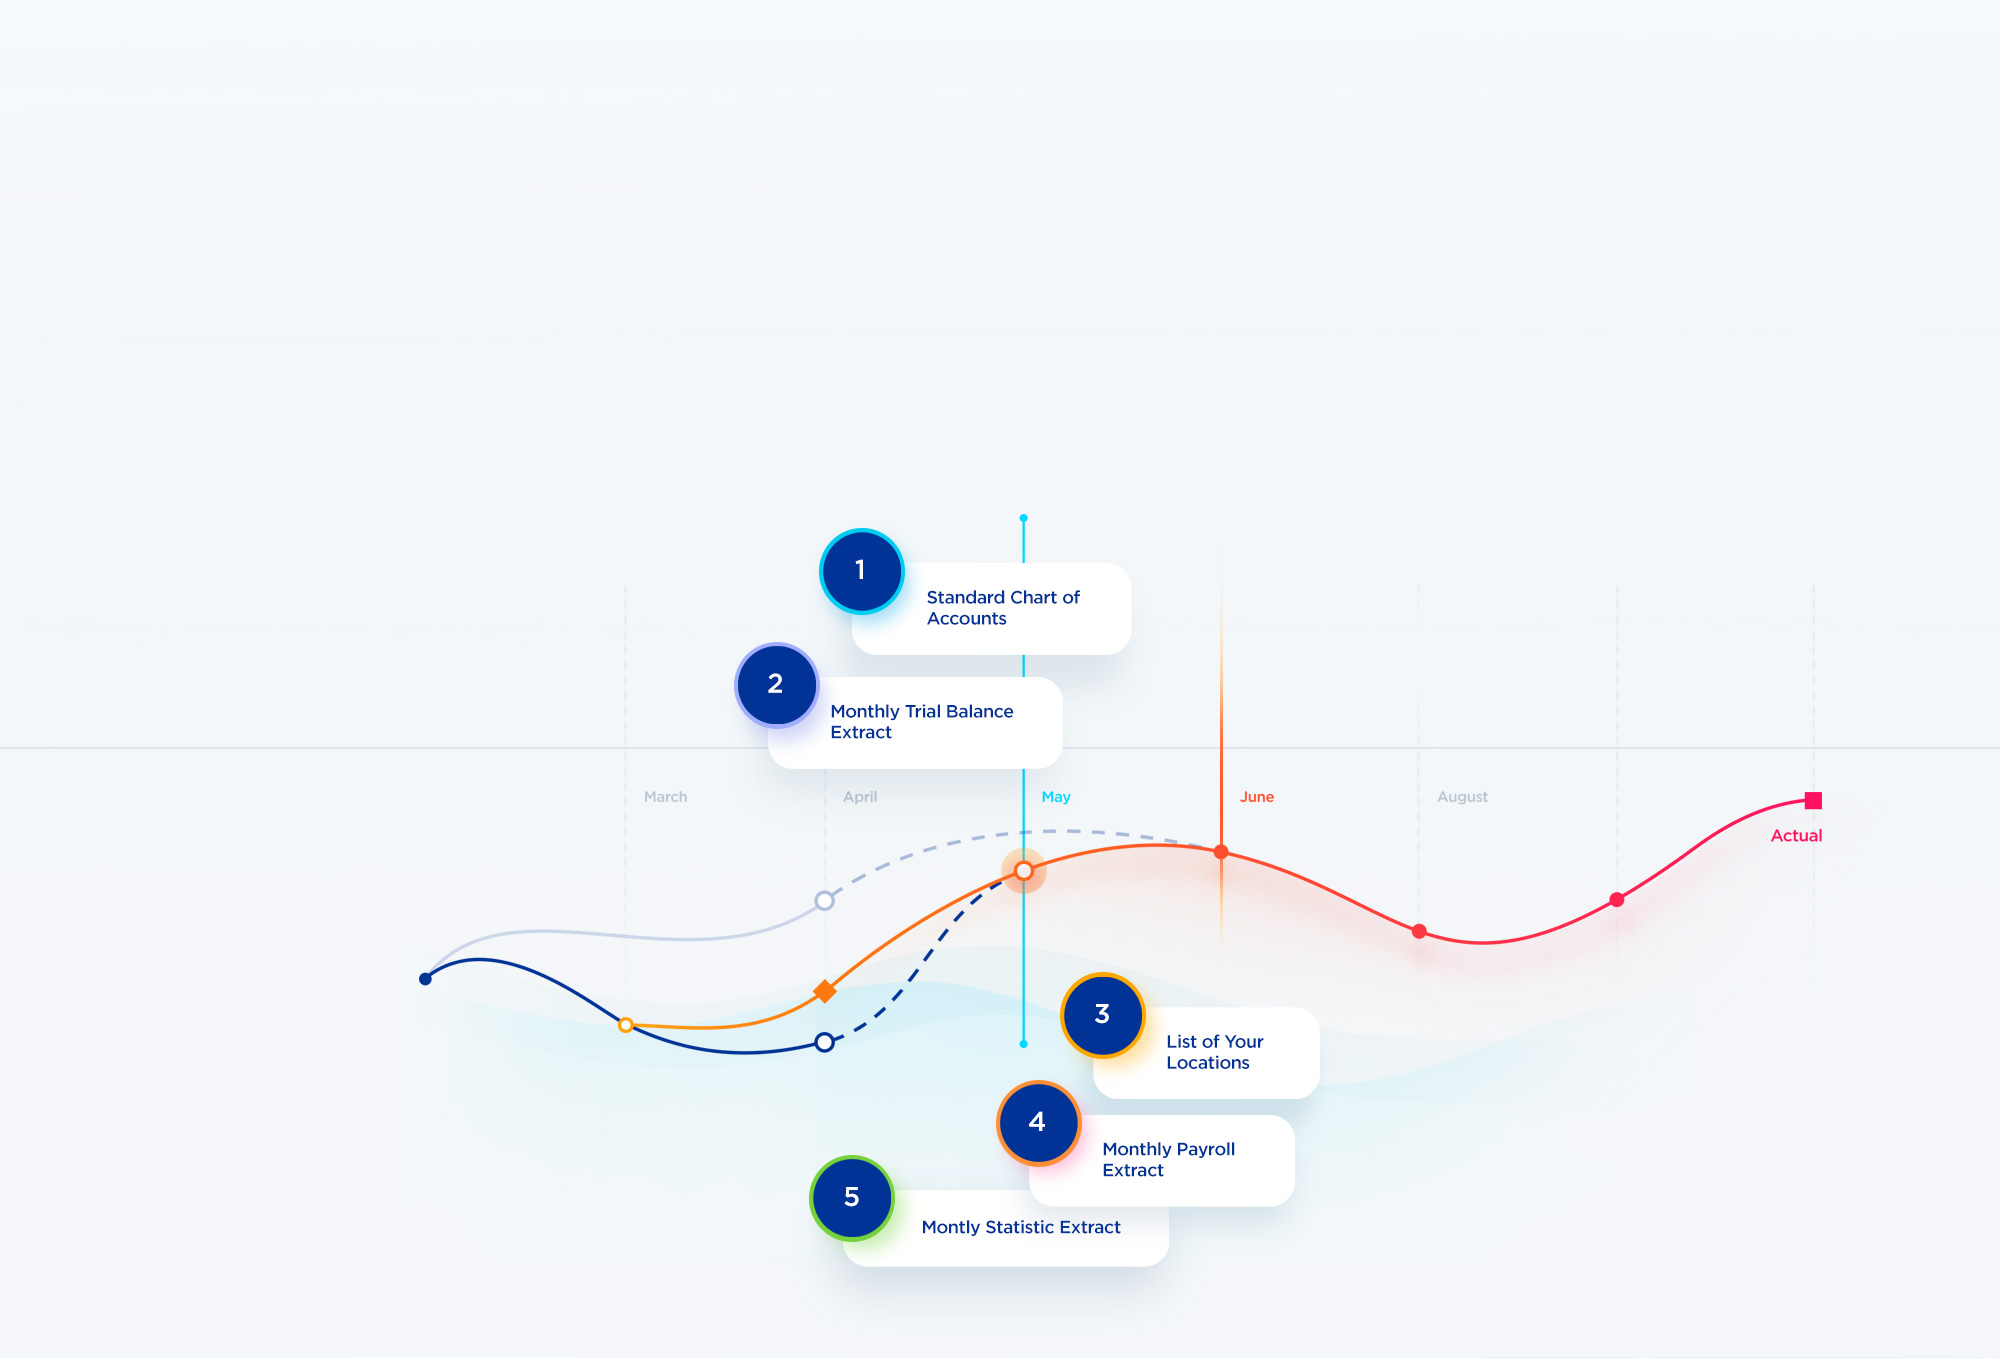 1
Standard Chart of
Accounts
2
Monthly Trial Balance
Extract
March
April
May
June
August
Actual
3
List of Your
Locations
4
Monthly Payroll
Extract
5
Montly Statistic Extract